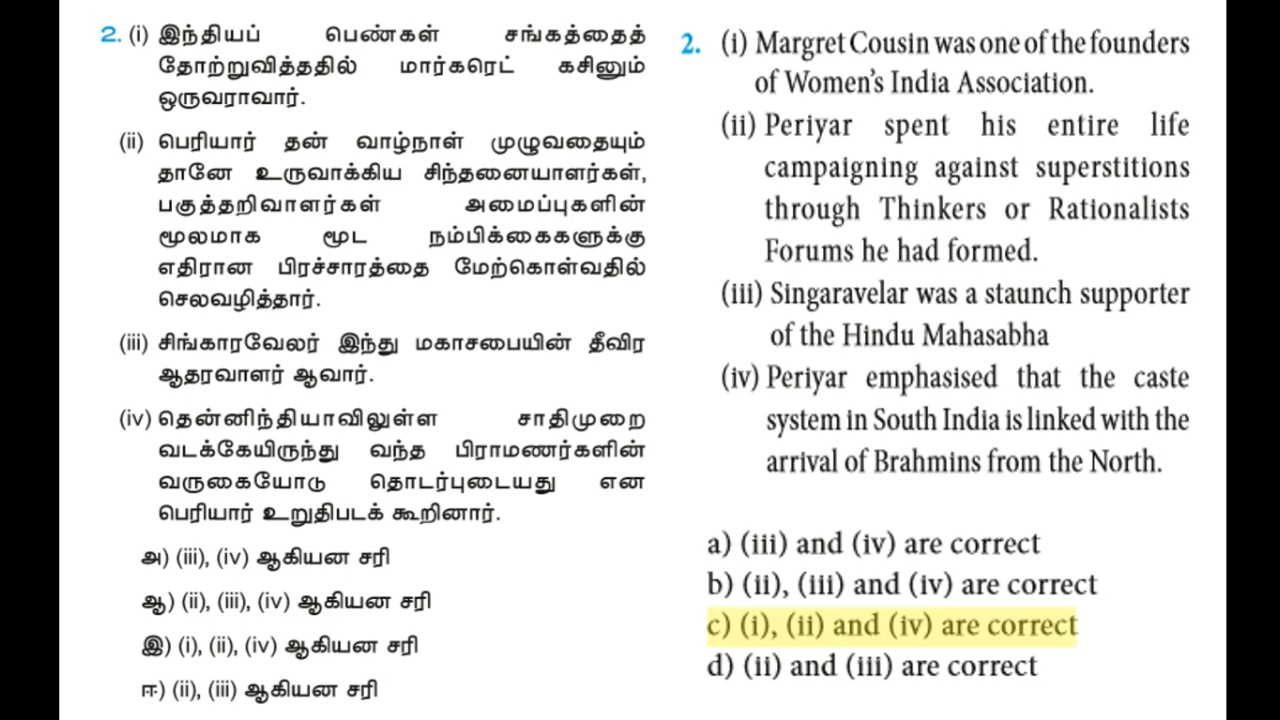 2. (i) இந்தியப் பெண்கள் சங்கத்தைத்
தோற்றுவித்ததில் மார்கரெட் கசினும்
ஒருவராவார்.
(ii) பெரியார் தன் வாழ்நாள் முழுவதையும்
தானே உருவாக்கிய சிந்தனையாளர்கள்,
பகுத்தறிவாளர்கள் அமைப்புகளின்
மூலமாக மூட நம்பிக்கைகளுக்கு
எதிரான பிரச்சாரத்தை மேற்கொள்வதில்
செலவழித்தார்.
(iii) சிங்காரவேலர் இந்து மகாசபையின் தீவிர
ஆதரவாளர் ஆவார்.
(iv) தென்னிந்தியாவிலுள்ள சாதிமுறை
வடக்கேயிருந்து வந்த பிராமணர்களின்
வருகையோடு தொடர்புடையது என
பெரியார் உறுதிபடக் கூறினார்.
அ) (iii), (iv) ஆகியன சரி
ஆ) (ii), (iii), (iv) ஆகியன சரி
இ) (i), (ii), (iv) ஆகியன சரி
ஈ) (ii), (iii) ஆகியன சரி
2. (i) Margret Cousin was one of the founders
of Women’s India Association.
(ii) Periyar spent his entire life
campaigning against superstitions
through Thinkers or Rationalists
Forums he had formed.
(iii) Singaravelar was a staunch supporter
of the Hindu Mahasabha
(iv) Periyar emphasised that the caste
system in South India is linked with the
arrival of Brahmins from the North.
a) (iii) and (iv) are correct
b) (ii), (iii) and (iv) are correct
c) (i), (ii) and (iv) are correct
d) (ii) and (iii) are correct